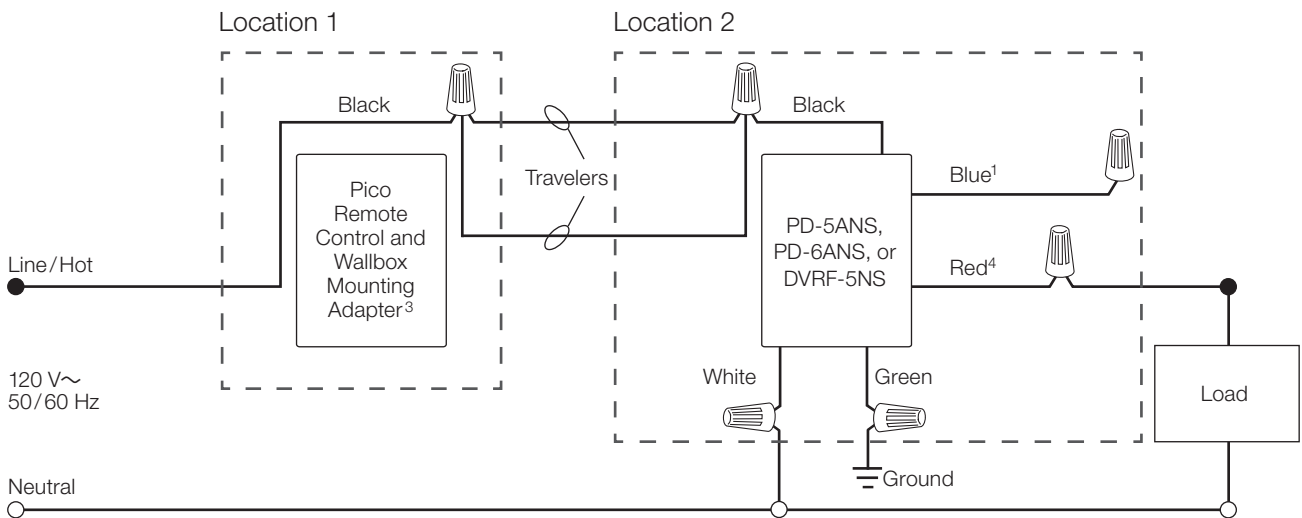 Location 1
Location 2
Black
Black
Travelers
Blue¹
Pico
Remote
Control and
Wallbox
Mounting
Adapter³
PD-5ANS,
PD-6ANS, or
DVRF-5NS
Line/Hot
Red⁴
120 V~
50/60 Hz
White
Green
Load
Ground
Neutral